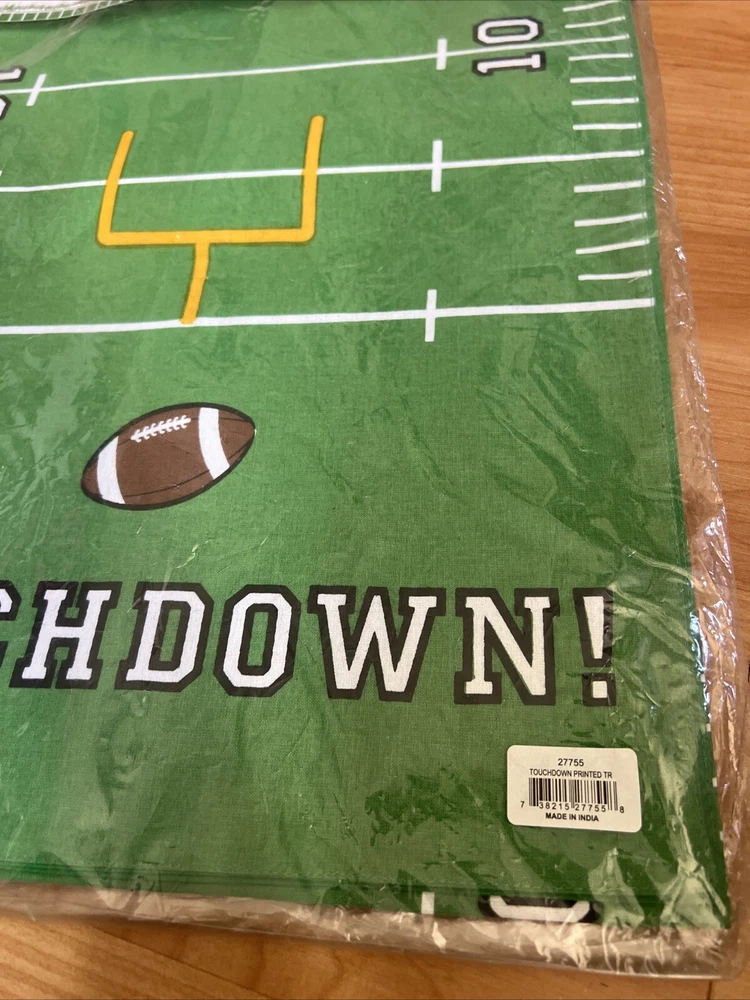 10
CHDOWN!
27755
TOUCHDOWN PRINTED TR
7 38215 27755 8
MADE IN INDIA